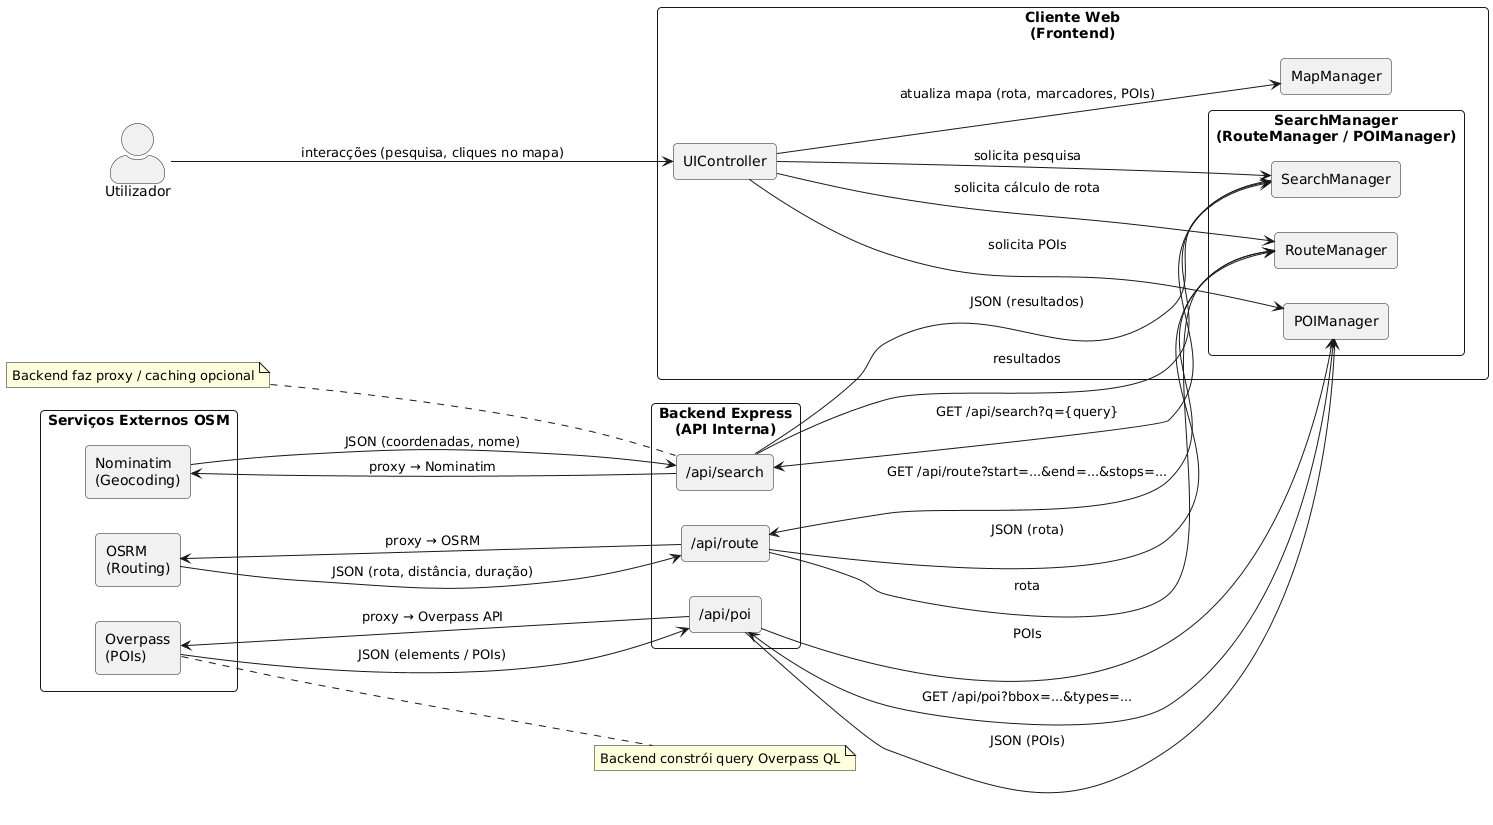 Cliente Web
(Frontend)
MapManager
atualiza mapa (rota, marcadores, POIs)
SearchManager
(RouteManager / POIManager)
interacções (pesquisa, cliques no mapa)
UIController
solicita pesquisa
SearchManager
Utilizador
solicita cálculo de rota
solicita POIs
RouteManager
JSON (resultados)
POIManager
resultados
Backend faz proxy / caching opcional
GET /api/search?q={query}
Serviços Externos OSM
Backend Express
(API Interna)
JSON (coordenadas, nome)
Nominatim
(Geocoding)
proxy → Nominatim
/api/search
GET /api/route?start=...&end=...&stops=...
OSRM
(Routing)
proxy → OSRM
JSON (rota, distância, duração)
/api/route
JSON (rota)
rota
Overpass
(POIs)
proxy → Overpass API
/api/poi
POIs
JSON (elements / POIs)
GET /api/poi?bbox=...&types=...
JSON (POIs)
Backend constrói query Overpass QL